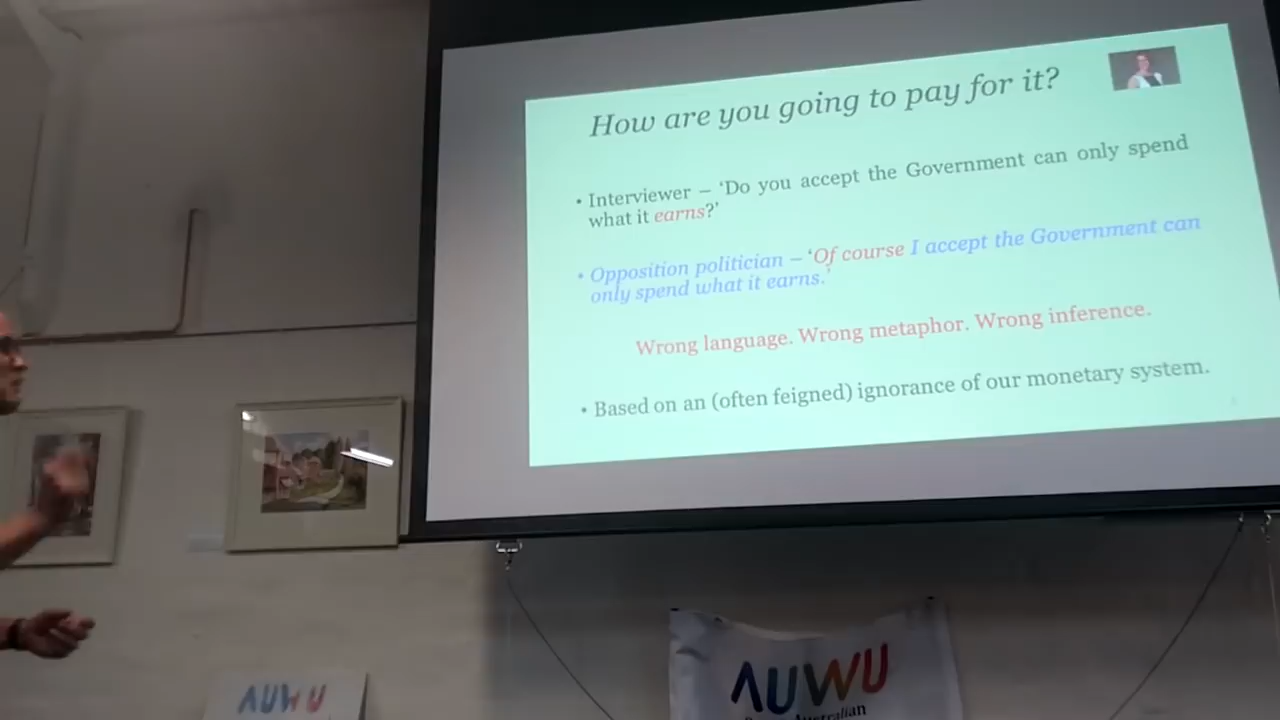 How are you going to pay for it?
• Interviewer – ‘Do you accept the Government can only spend
what it earns?’
• Opposition politician – ‘Of course I accept the Government can
only spend what it earns.’
Wrong language. Wrong metaphor. Wrong inference.
• Based on an (often feigned) ignorance of our monetary system.
AUWU
Australian
AUWU